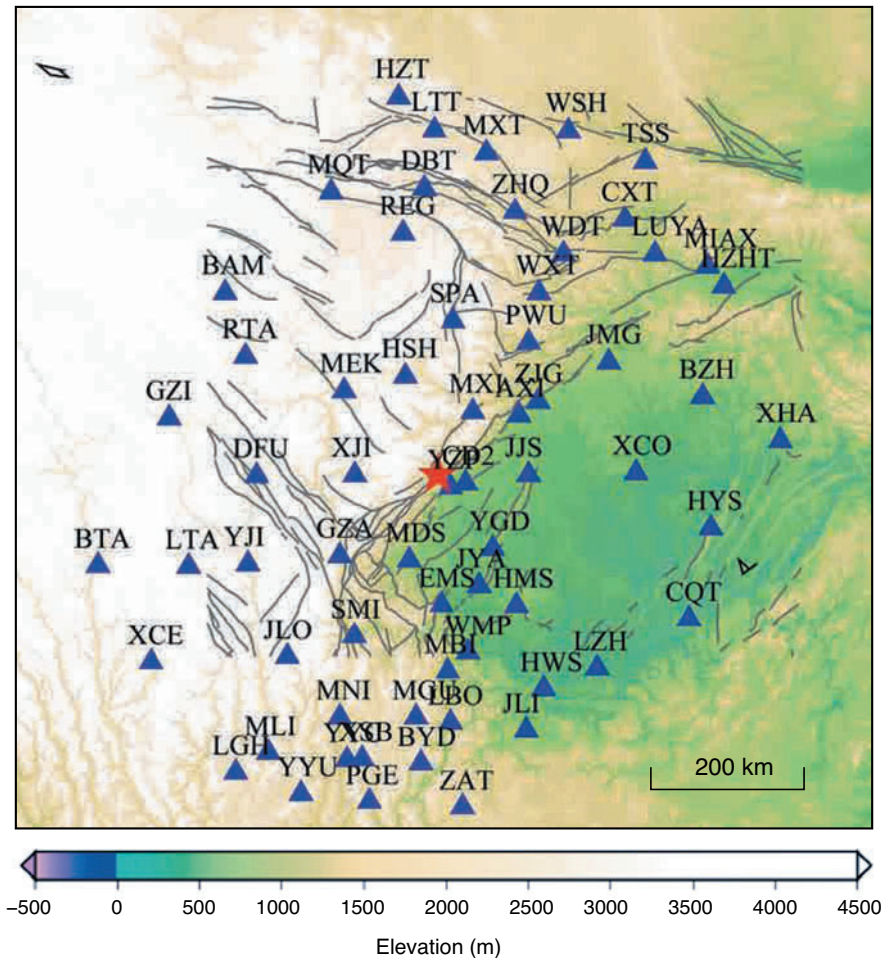 HZT
LTT
WSH
MXT
TSS
MQT
DBT
ZHQ
CXT
REG
WDT
LUYA
MIAX
HZHT
BAM
WXT
SPA
RTA
PWU
JMG
HSH
MEK
ZJG
BZH
GZI
MXI
AXI
XHA
DFU
XJI
YZP
CD2
JJS
XCO
HYS
BTA
LTA
YJI
GZA
MDS
YGD
JYA
EMS
HMS
CQT
XCE
JLO
SMI
WMP
MBI
LZH
HWS
MNI
MGU
LBO
JLI
MLI
LGH
XSB
BYD
YYU
PGE
ZAT
200 km
−500 0 500 1000 1500 2000 2500 3000 3500 4000 4500
Elevation (m)